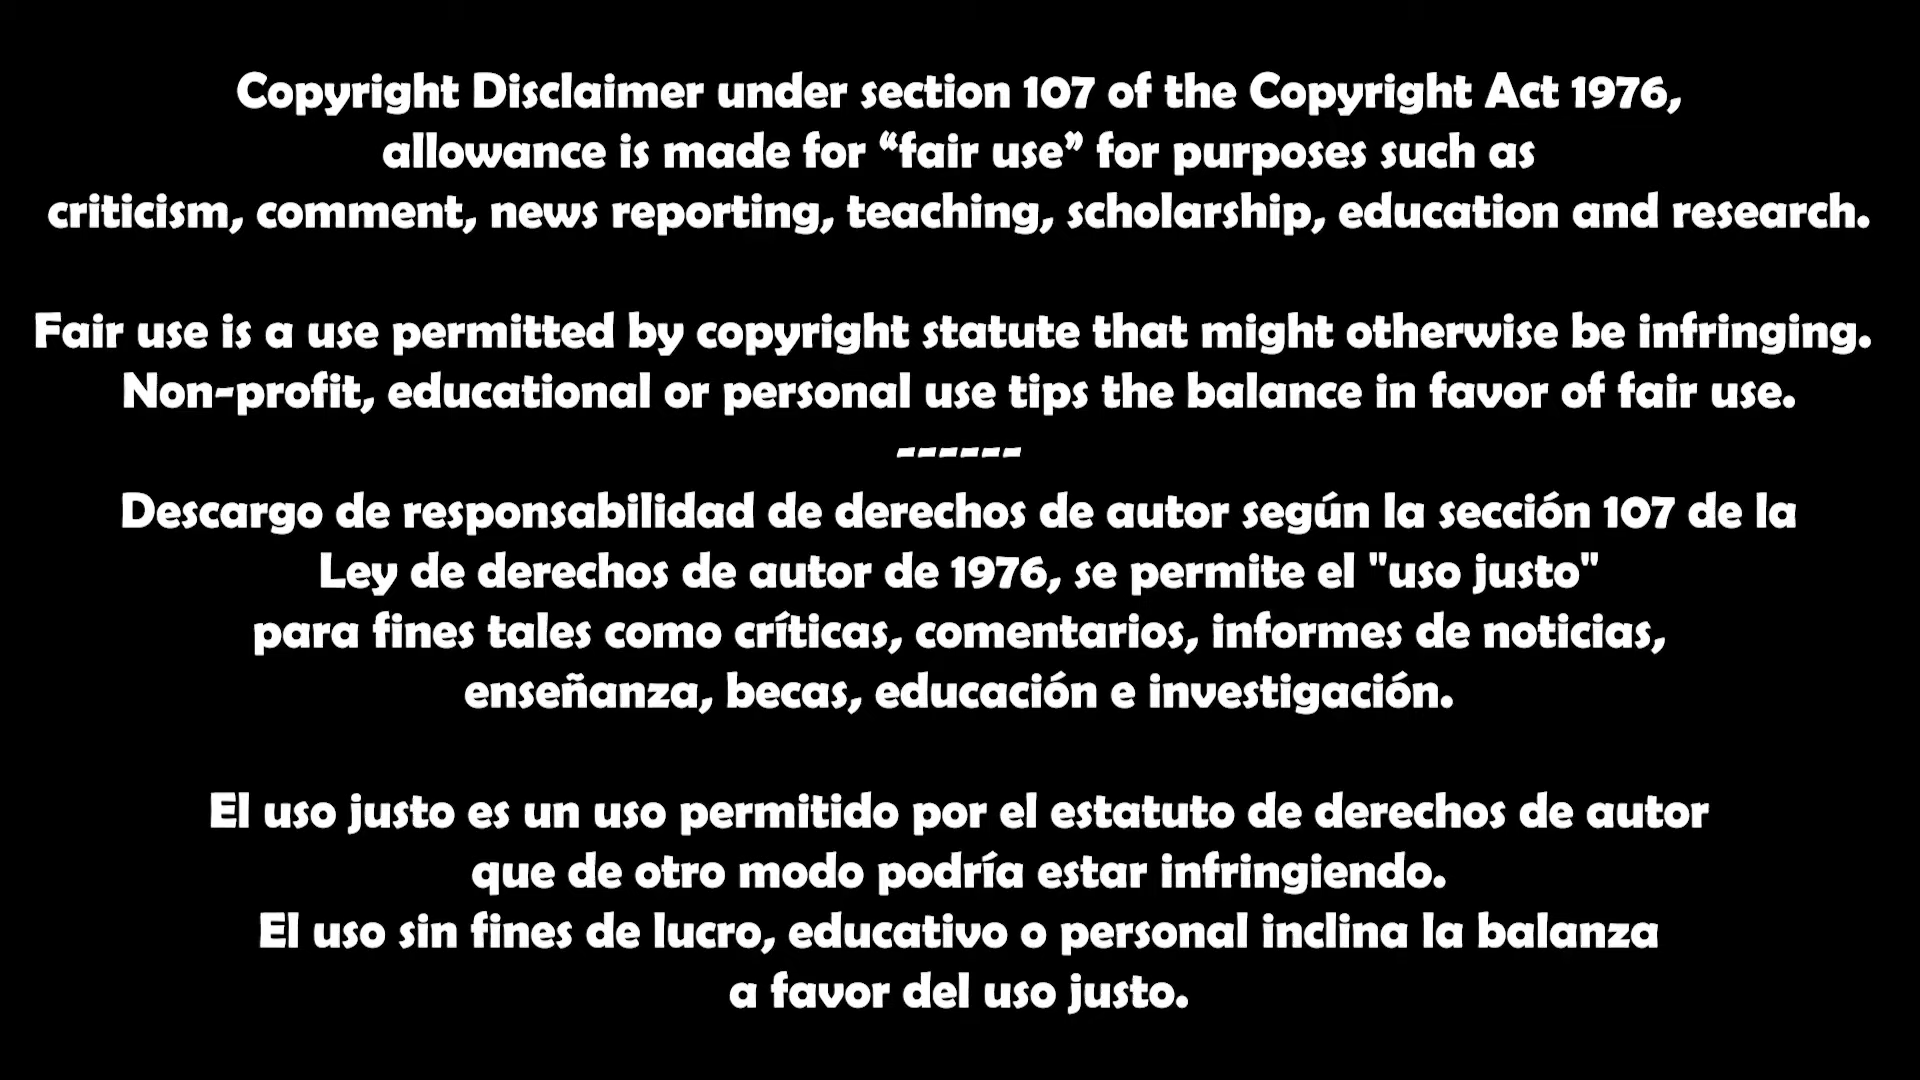 Copyright Disclaimer under section 107 of the Copyright Act 1976,
allowance is made for “fair use” for purposes such as
criticism, comment, news reporting, teaching, scholarship, education and research.
Fair use is a use permitted by copyright statute that might otherwise be infringing.
Non-profit, educational or personal use tips the balance in favor of fair use.
------
Descargo de responsabilidad de derechos de autor según la sección 107 de la
Ley de derechos de autor de 1976, se permite el "uso justo"
para fines tales como críticas, comentarios, informes de noticias,
enseñanza, becas, educación e investigación.
El uso justo es un uso permitido por el estatuto de derechos de autor
que de otro modo podría estar infringiendo.
El uso sin fines de lucro, educativo o personal inclina la balanza
a favor del uso justo.